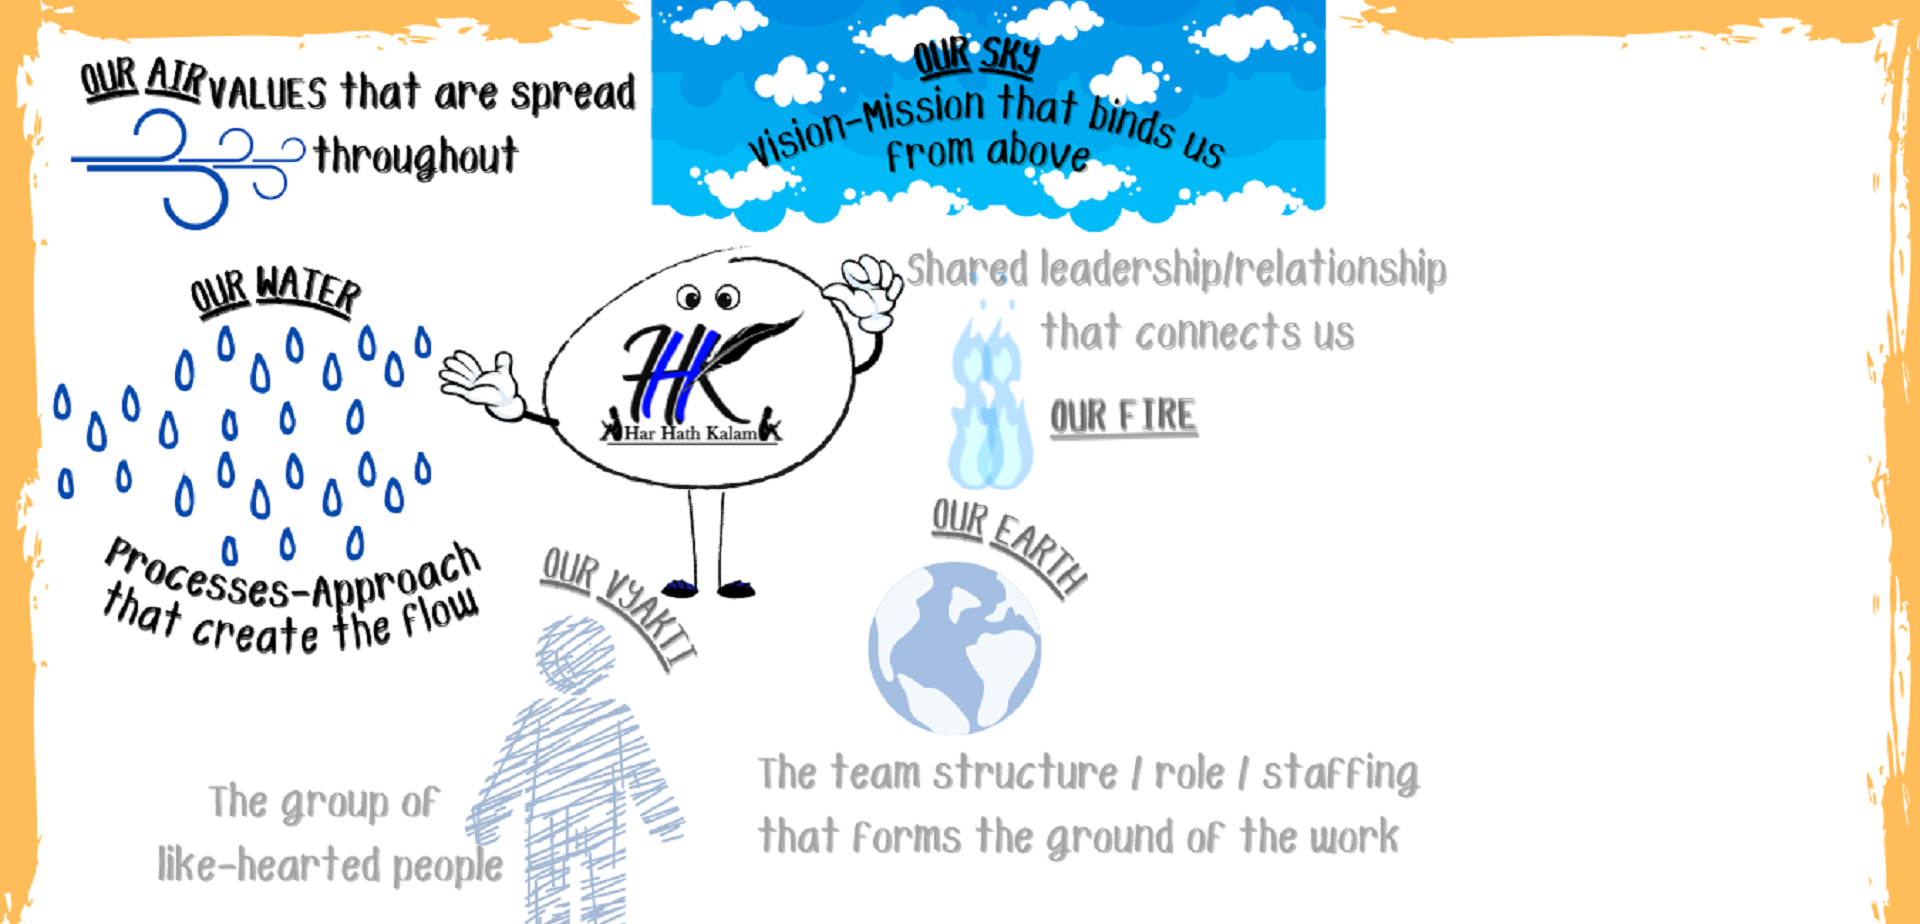 OUR AIR VALUES that are spread
throughout
OUR SKY
Vision-Mission that binds us
from above
OUR WATER
Processes-Approach
that create the flow
HHK
Har Hath Kalam
Shared leadership/relationship
that connects us
OUR FIRE
OUR EARTH
The team structure / role / staffing
that forms the ground of the work
OUR VYAKTI
The group of
like-hearted people